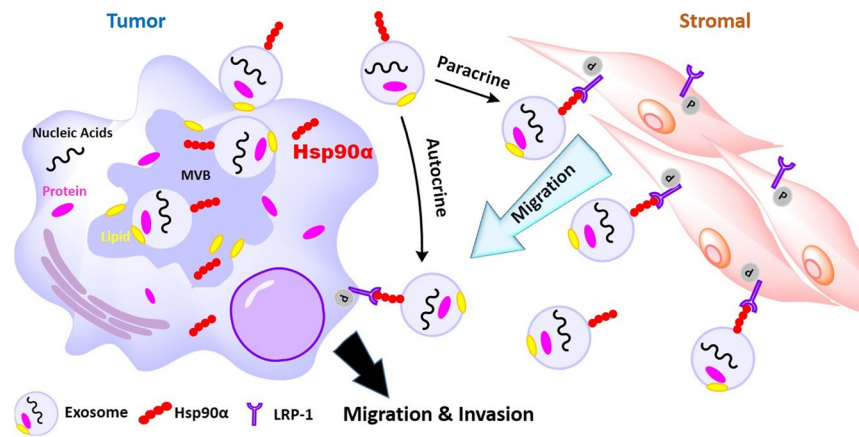 Tumor
Stromal
Paracrine
P
P
Nucleic Acids
Hsp90α
MVB
Autocrine
Migration
P
P
Protein
Lipid
P
P
Migration & Invasion
Exosome
Hsp90α
LRP-1